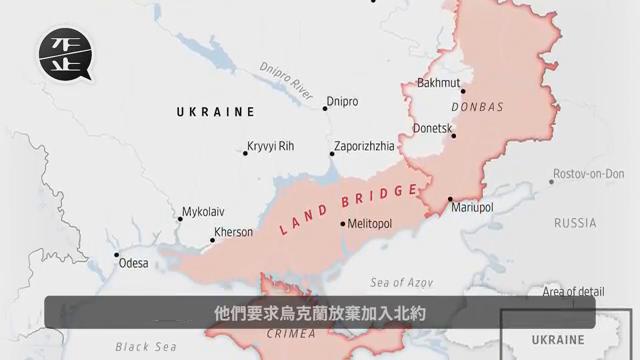 歪止
Dnipro River
Bakhmut
UKRAINE
Dnipro
DONBAS
Donetsk
Kryvyi Rih
Zaporizhzhia
Rostov-on-Don
LAND BRIDGE
Mariupol
Mykolaiv
Melitopol
RUSSIA
Kherson
Odesa
Sea of Azov
Area of detail
他們要求烏克蘭放棄加入北約
CRIMEA
UKRAINE
Black Sea